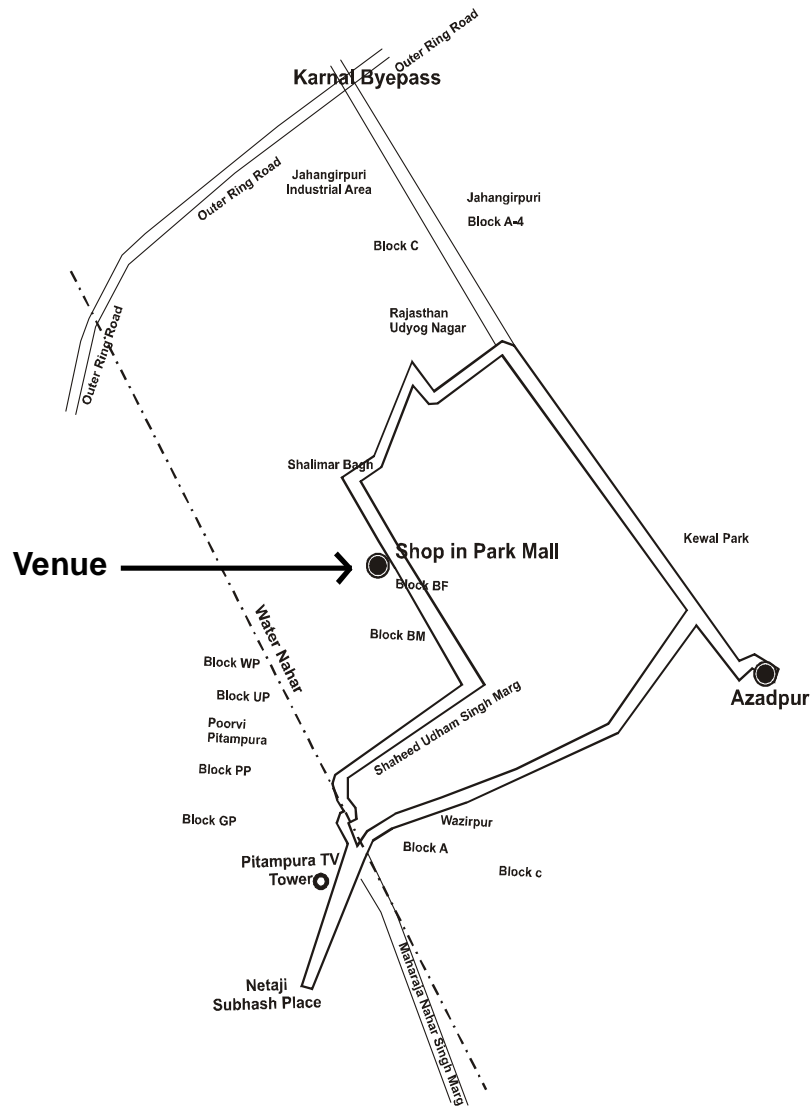 Outer Ring Road
Karnal Byepass
Outer Ring Road
Jahangirpuri
Industrial Area
Jahangirpuri
Block A-4
Block C
Rajasthan
Udyog Nagar
Outer Ring Road
Shalimar Bagh
Kewal Park
Shop in Park Mall
Venue
Block BF
Water Nahar
Block BM
Block WP
Block UP
Azadpur
Poorvi
Pitampura
Shaheed Udham Singh Marg
Block PP
Block GP
Wazirpur
Block A
Pitampura TV
Tower
Block c
Netaji
Subhash Place
Maharaja Nahar Singh Marg